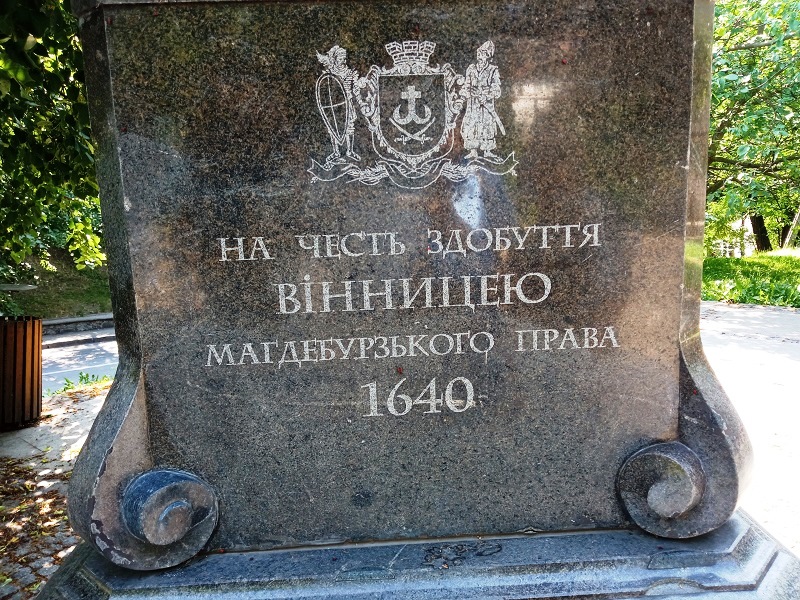 НА ЧЕСТЬ ЗДОБУТТЯ
ВІННИЦЕЮ
МАГДЕБУРЗЬКОГО ПРАВА
1640